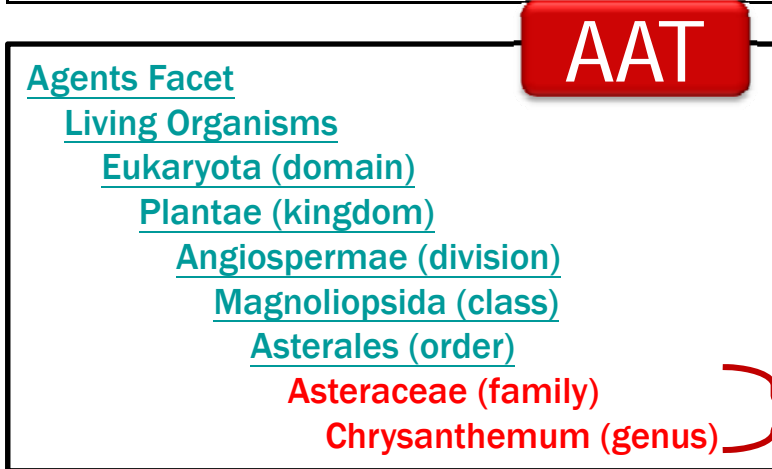 AAT
Agents Facet
Living Organisms
Eukaryota (domain)
Plantae (kingdom)
Angiospermae (division)
Magnoliopsida (class)
Asterales (order)
Asteraceae (family)
Chrysanthemum (genus)